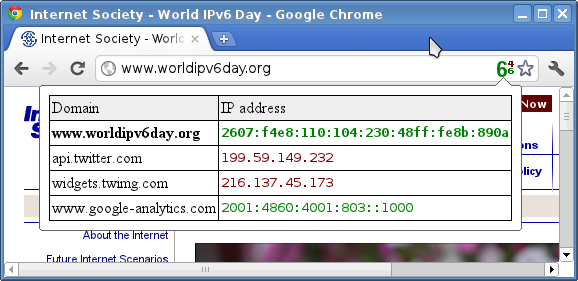 Internet Society - World IPv6 Day - Google Chrome
Internet Society - World
www.worldipv6day.org
6 4 6
Domain IP address
www.worldipv6day.org 2607:f4e8:110:104:230:48ff:fe8b:890a
api.twitter.com 199.59.149.232
widgets.twimg.com 216.137.45.173
www.google-analytics.com 2001:4860:4001:803::1000
Now
ons
olicy
About the Internet
Future Internet Scenarios